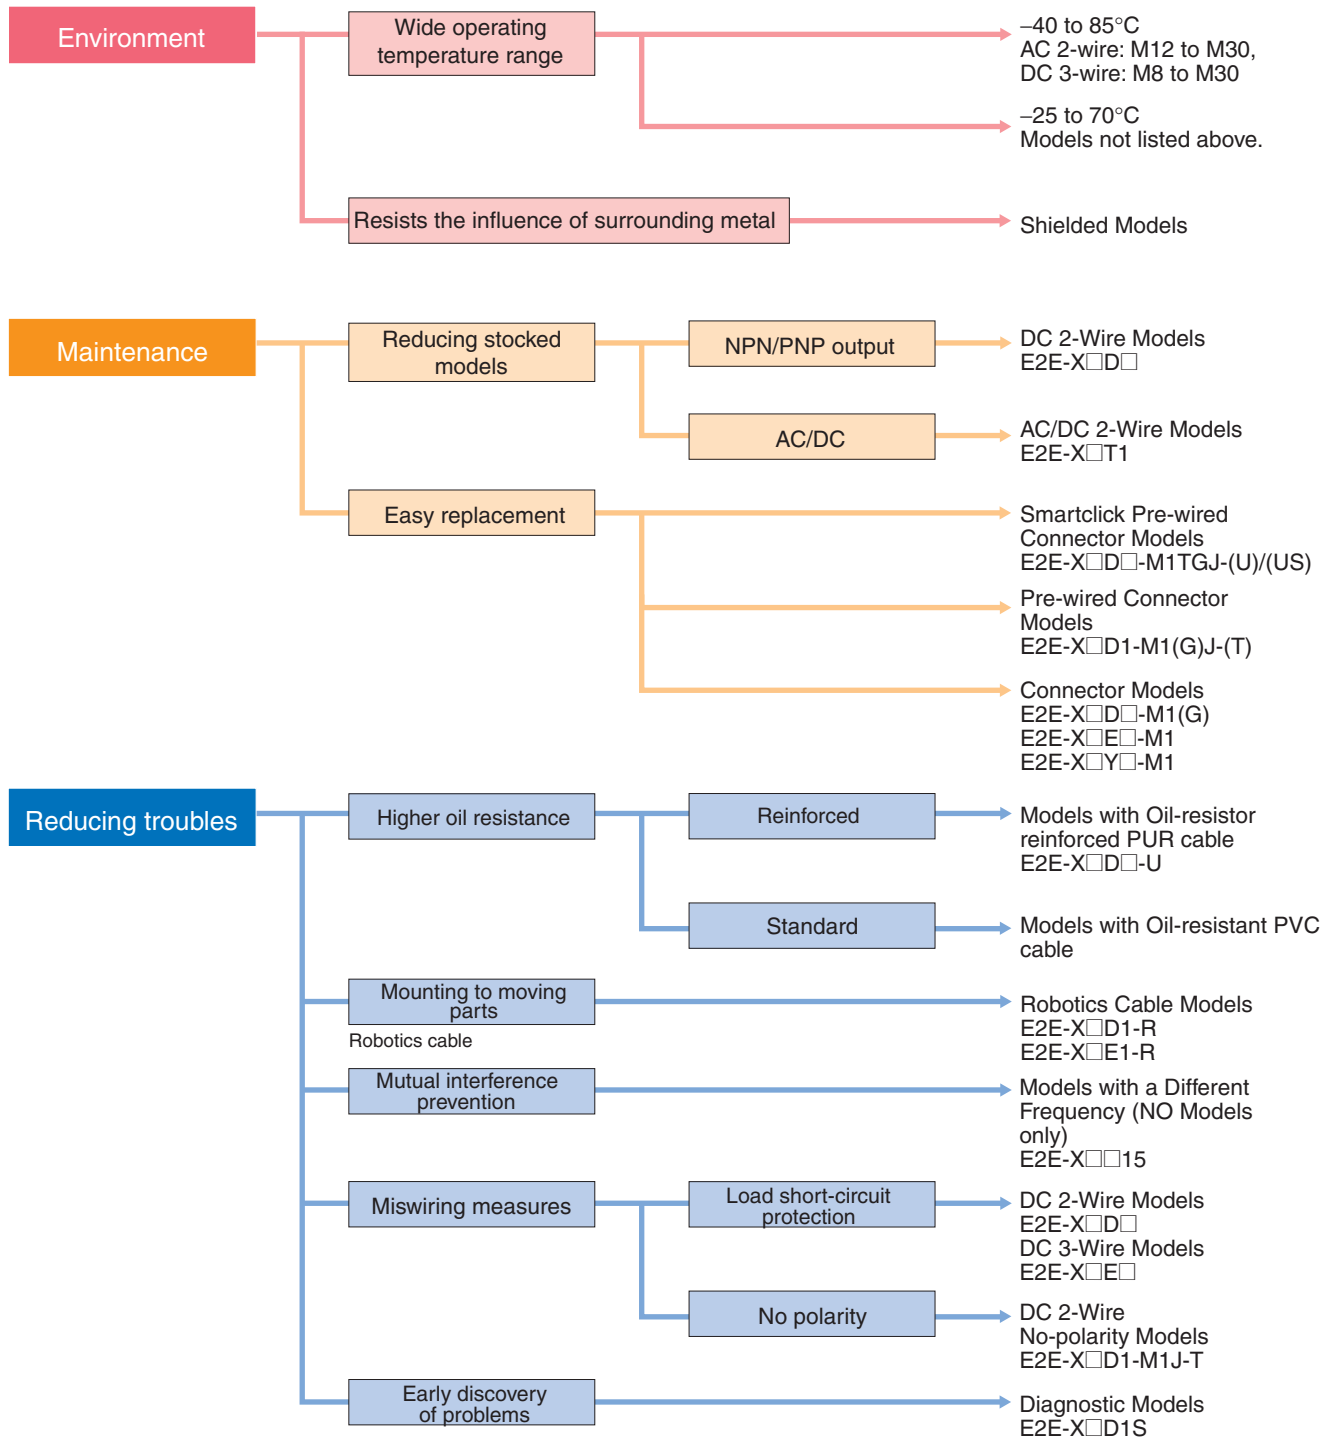 Environment
Wide operating
temperature range
–40 to 85°C
AC 2-wire: M12 to M30,
DC 3-wire: M8 to M30
–25 to 70°C
Models not listed above.
Resists the influence of surrounding metal
Shielded Models
Maintenance
Reducing stocked
models
NPN/PNP output
DC 2-Wire Models
E2E-X□D□
AC/DC
AC/DC 2-Wire Models
E2E-X□T1
Easy replacement
Smartclick Pre-wired
Connector Models
E2E-X□D□-M1TGJ-(U)/(US)
Pre-wired Connector
Models
E2E-X□D1-M1(G)J-(T)
Connector Models
E2E-X□D□-M1(G)
E2E-X□E□-M1
E2E-X□Y□-M1
Reducing troubles
Higher oil resistance
Reinforced
Models with Oil-resistor
reinforced PUR cable
E2E-X□D□-U
Standard
Models with Oil-resistant PVC
cable
Mounting to moving
parts
Robotics cable
Robotics Cable Models
E2E-X□D1-R
E2E-X□E1-R
Mutual interference
prevention
Models with a Different
Frequency (NO Models
only)
E2E-X□□15
Miswiring measures
Load short-circuit
protection
DC 2-Wire Models
E2E-X□D□
DC 3-Wire Models
E2E-X□E□
No polarity
DC 2-Wire
No-polarity Models
E2E-X□D1-M1J-T
Early discovery
of problems
Diagnostic Models
E2E-X□D1S